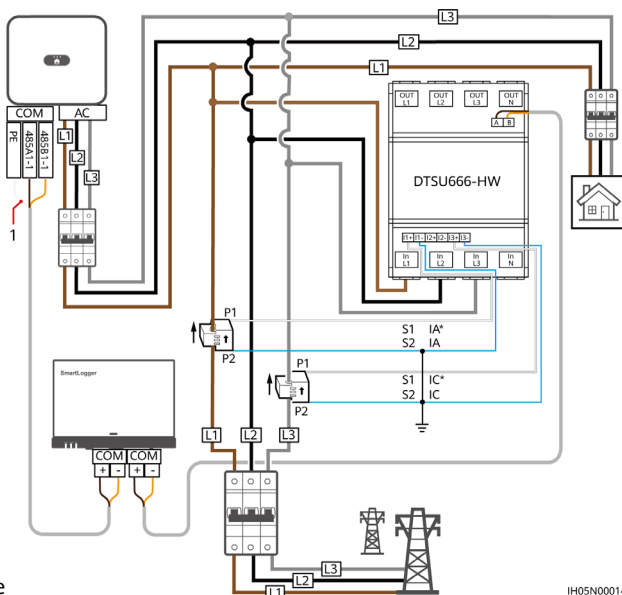 L3
L2
L1
COM
AC
PE
485A1-1
485B1-1
L1
L2
L3
1
OUT
L1
OUT
L2
OUT
L3
OUT
N
A B
DTSU666-HW
I1+ I1- I2+ I2- I3+ I3-
In
L1
In
L2
In
L3
In
N
P1
P2
S1 IA*
S2 IA
P1
P2
S1 IC*
S2 IC
SmartLogger
COM COM
+ - + -
L1 L2 L3
L3
L2
L1
e
IH05N00014